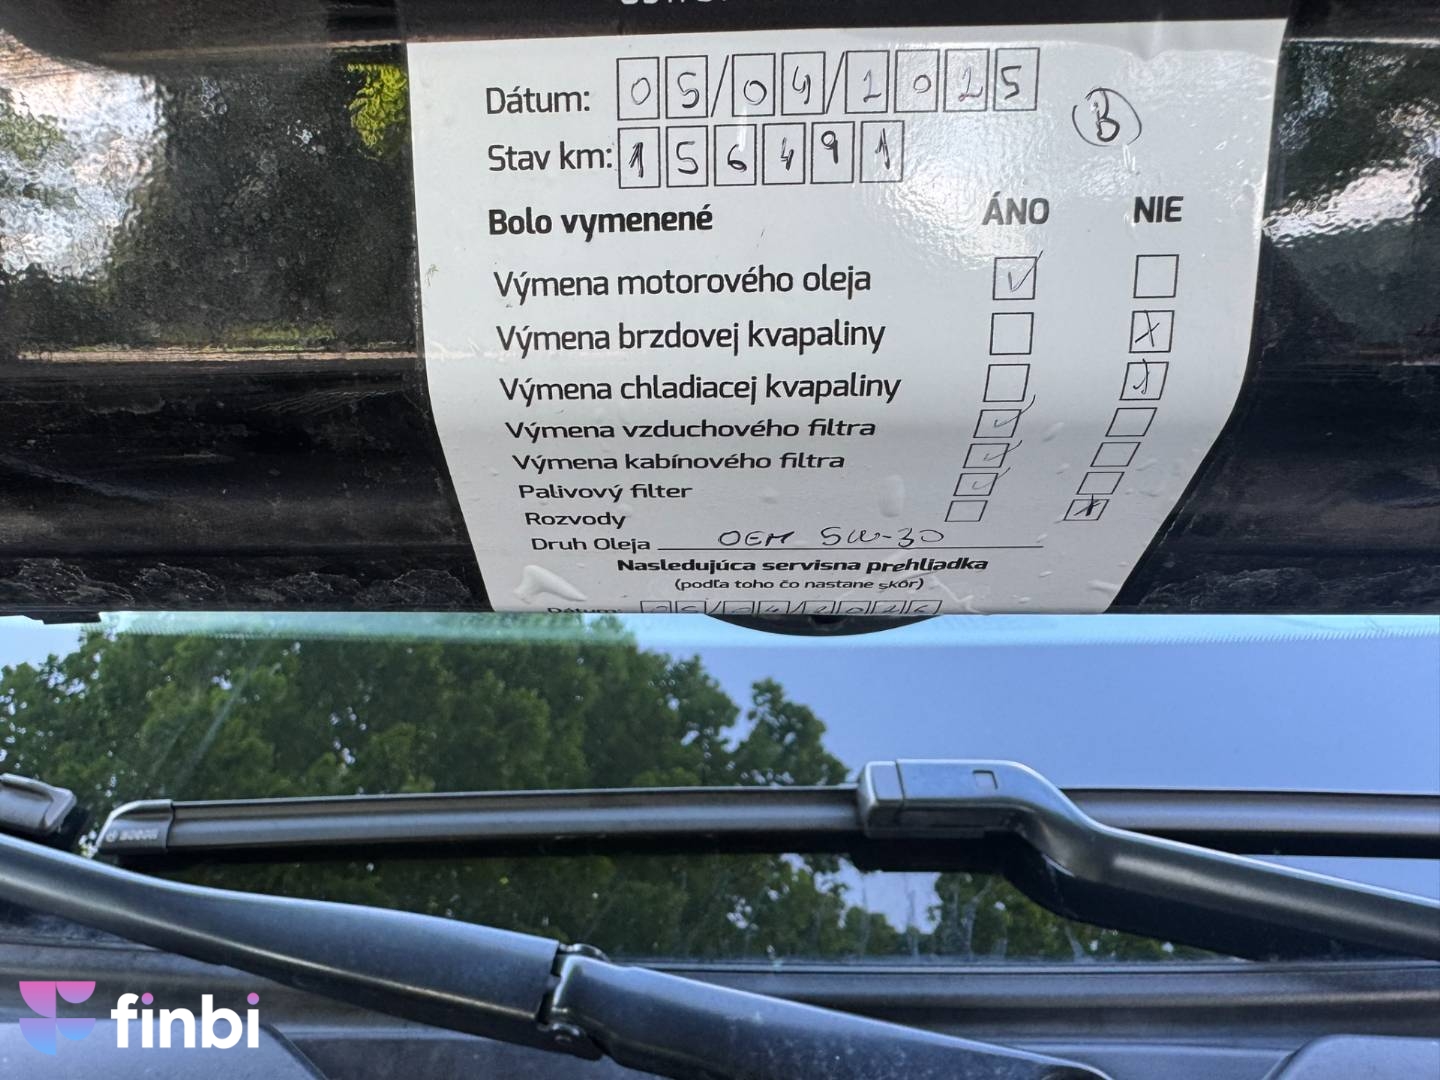 Dátum: 05/04/2025
B
Stav km: 156491
Bolo vymenené ÁNO NIE
Výmena motorového oleja
Výmena brzdovej kvapaliny
Výmena chladiacej kvapaliny
Výmena vzduchového filtra
Výmena kabínového filtra
Palivový filter
Rozvody
Druh Oleja OEM 5W-30
Nasledujúca servisna prehliadka
(podľa toho čo nastane skôr)
Dátum:
BOSCH
finbi